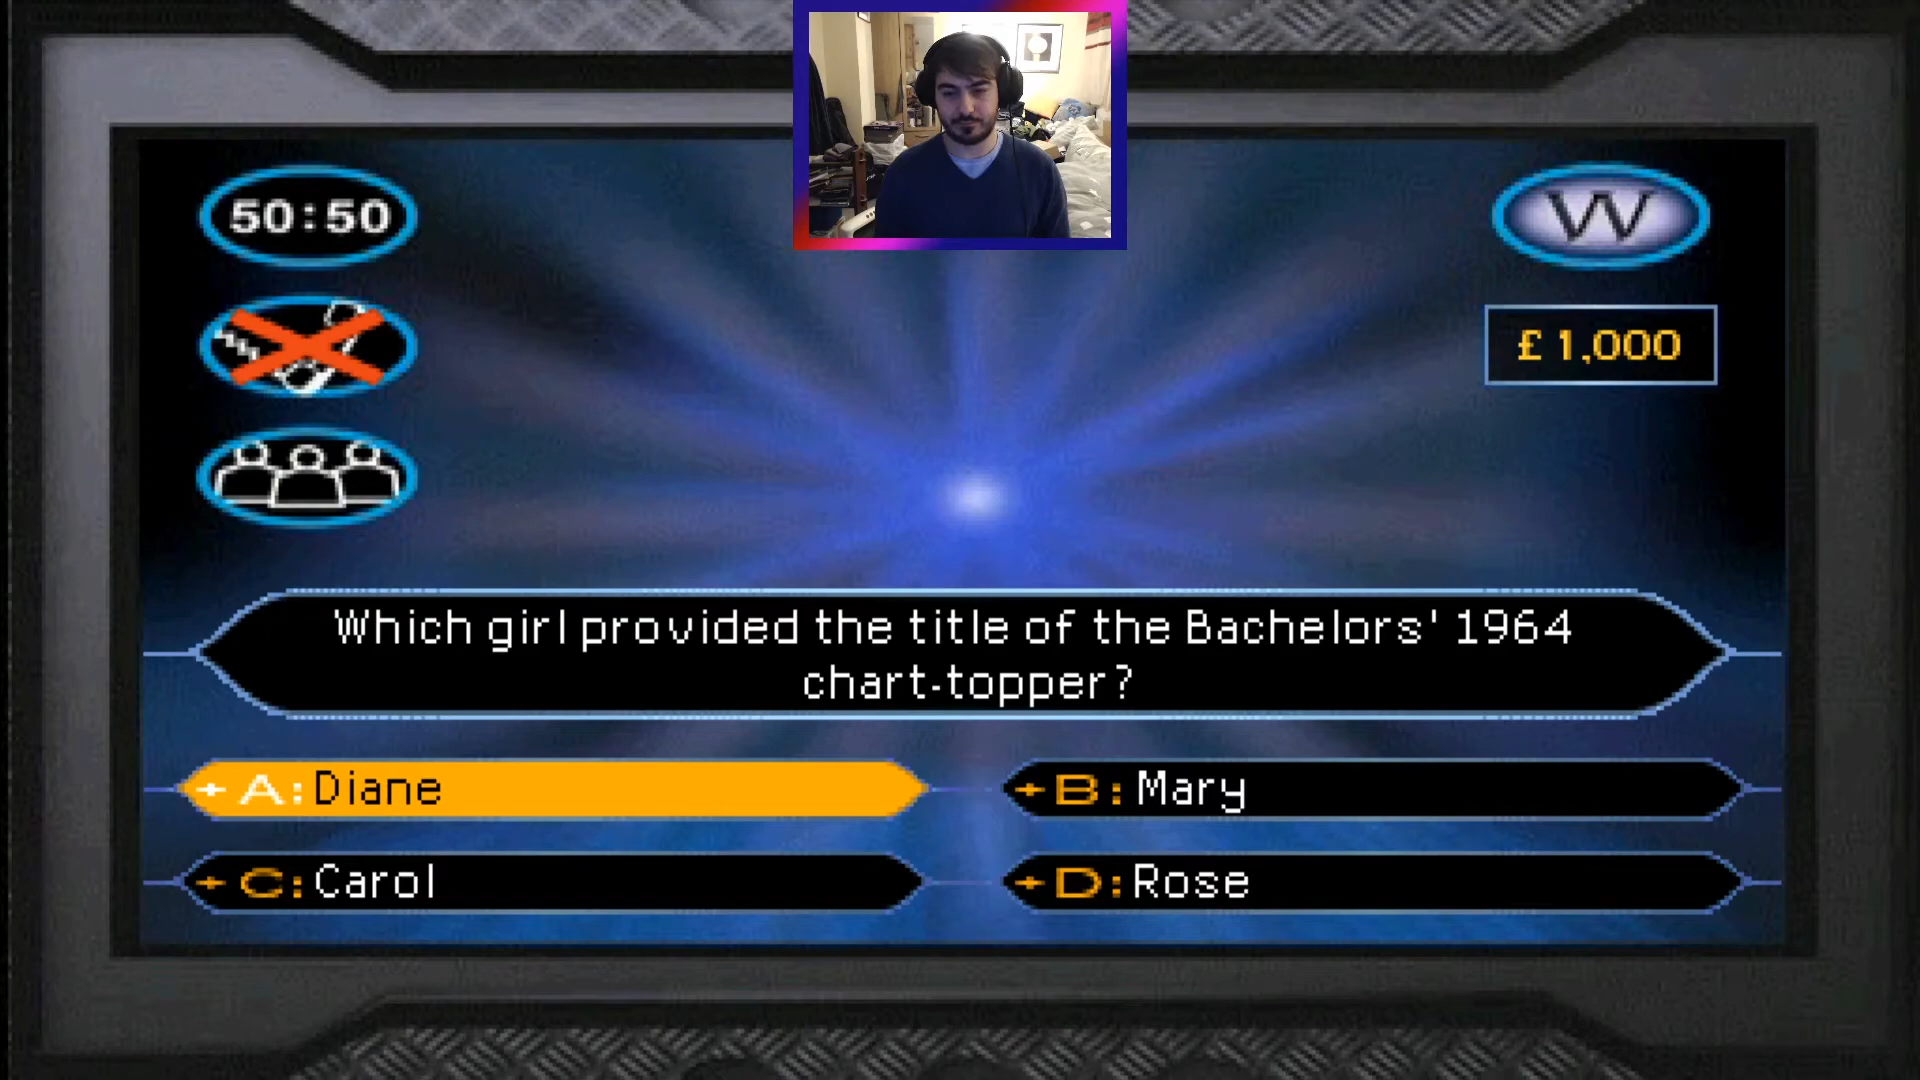 50:50
W
£ 1,000
Which girl provided the title of the Bachelors' 1964
chart-topper?
A: Diane
B: Mary
C: Carol
D: Rose